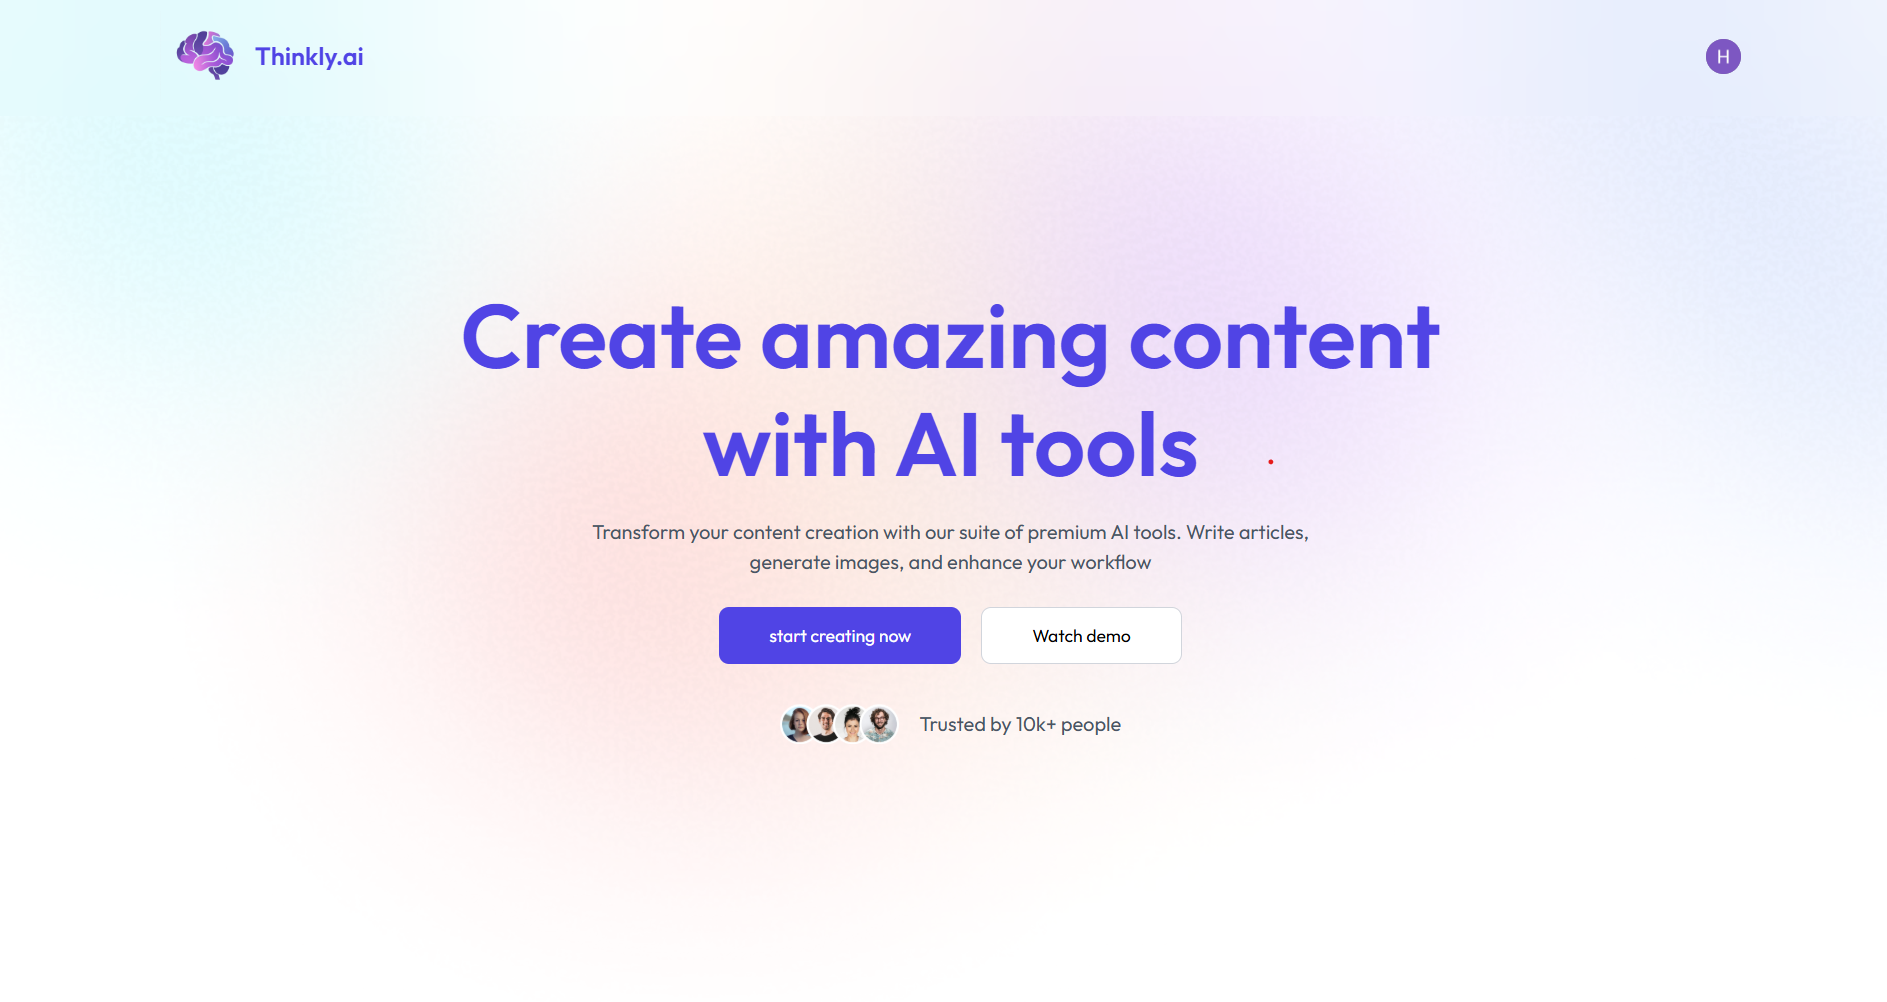 Thinkly.ai
H
Create amazing content
with AI tools
Transform your content creation with our suite of premium AI tools. Write articles,
generate images, and enhance your workflow
start creating now
Watch demo
Trusted by 10k+ people